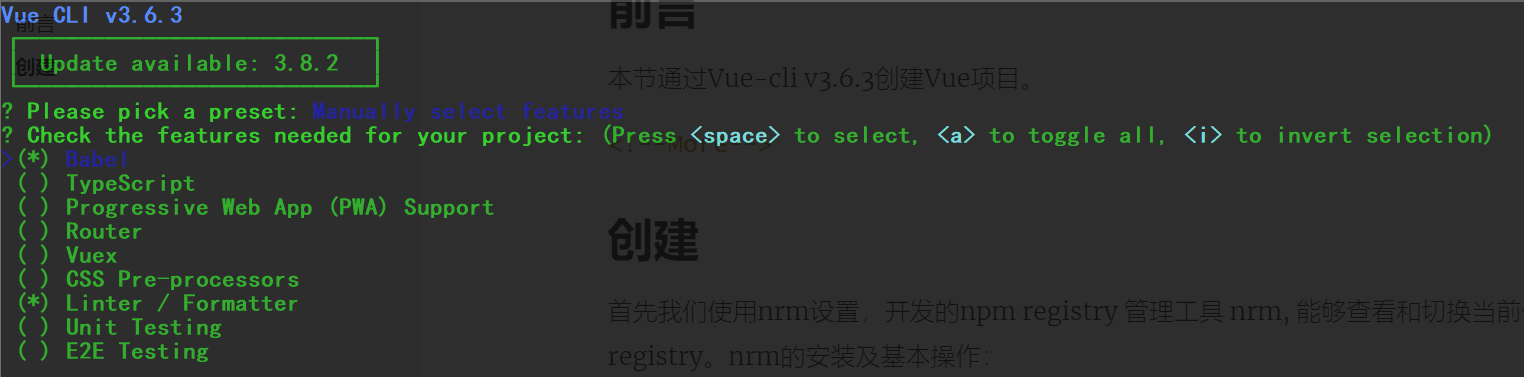 Vue CLI v3.6.3
前言
Update available: 3.8.2
创建
? Please pick a preset: Manually select features
? Check the features needed for your project: (Press <space> to select, <a> to toggle all, <i> to invert selection)
>(*) Babel
( ) TypeScript
( ) Progressive Web App (PWA) Support
( ) Router
( ) Vuex
( ) CSS Pre-processors
(*) Linter / Formatter
( ) Unit Testing
( ) E2E Testing
前言
本节通过Vue-cli v3.6.3创建Vue项目。
<!--More-->
创建
首先我们使用nrm设置，开发的npm registry 管理工具 nrm, 能够查看和切换当前
registry。nrm的安装及基本操作：